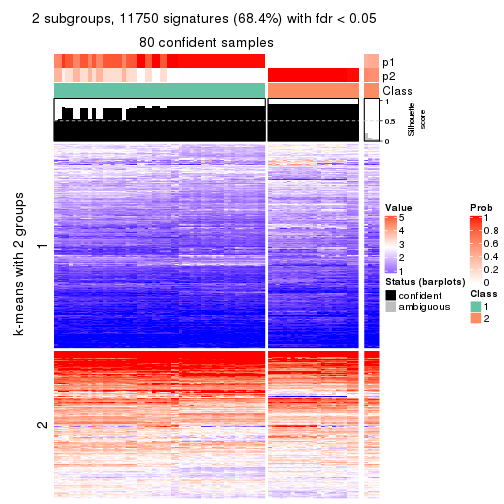 2 subgroups, 11750 signatures (68.4%) with fdr < 0.05
80 confident samples
p1
p2
Class
1
0.5
0
Silhouette
score
k-means with 2 groups
1
2
Value
5
4
3
2
1
Prob
1
0.8
0.6
0.4
0.2
0
Status (barplots)
confident
ambiguous
Class
1
2